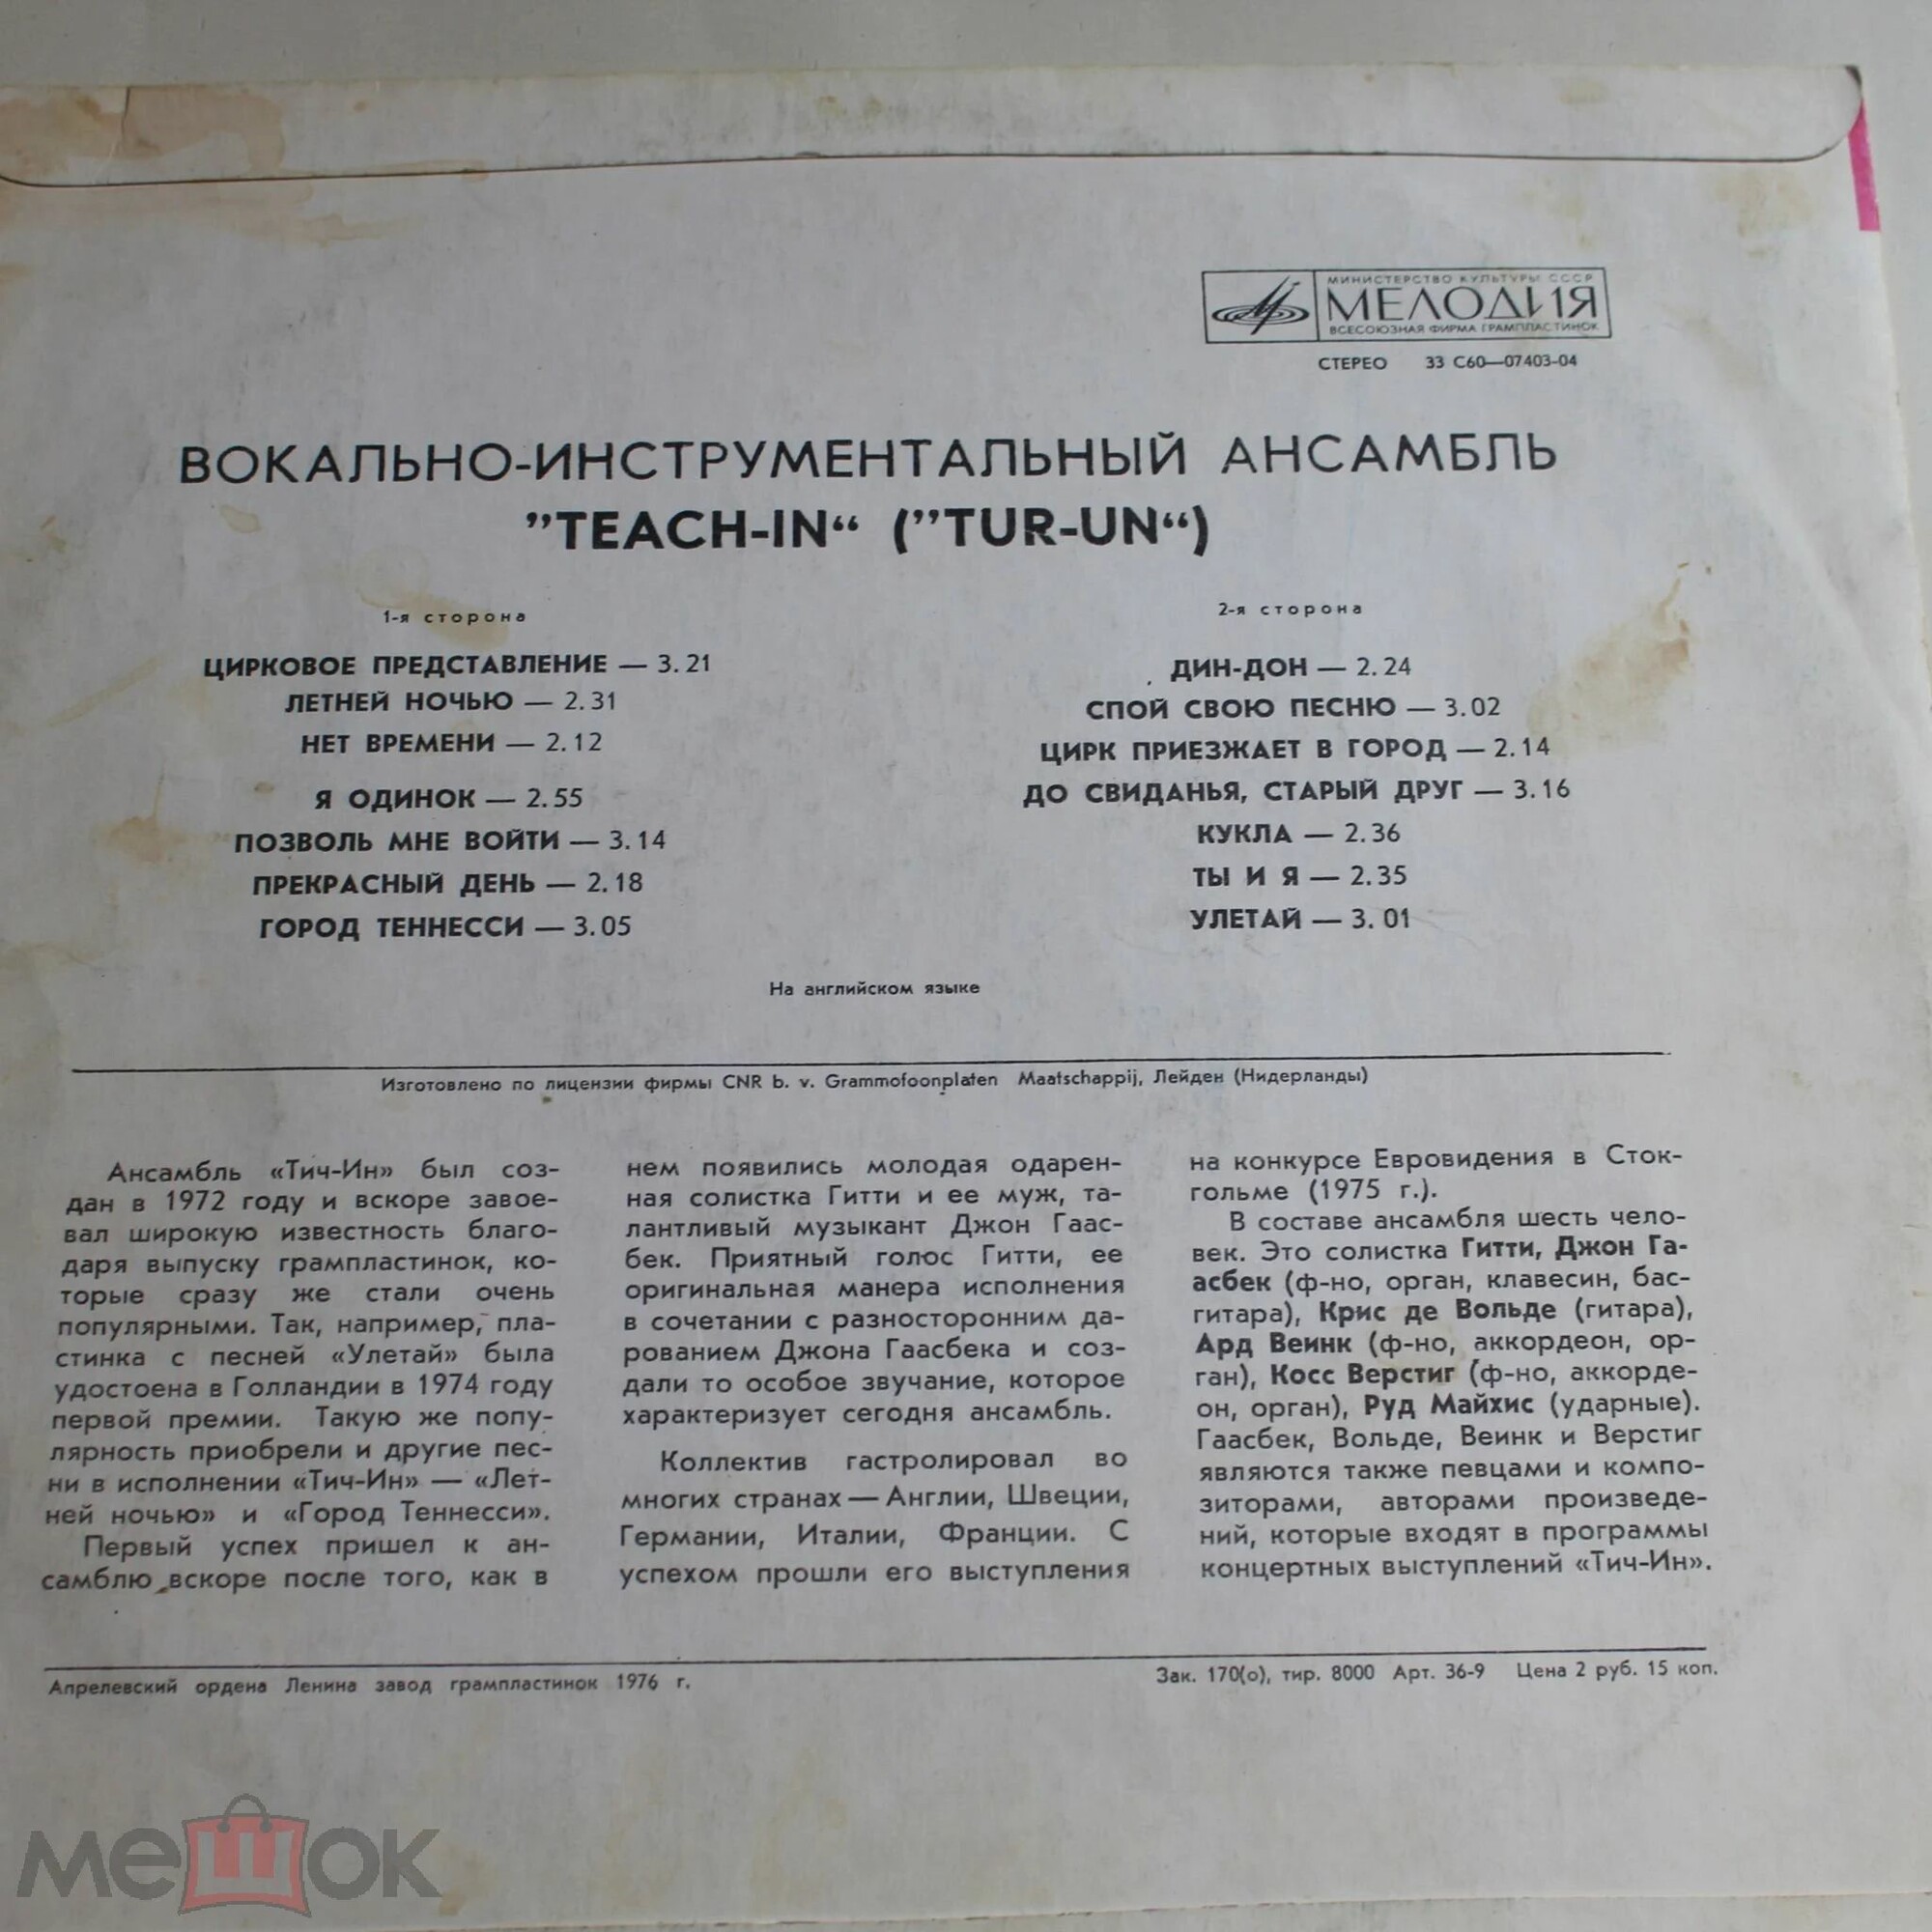 МИНИСТЕРСТВО КУЛЬТУРЫ СССР
МЕЛОДИЯ
ВСЕСОЮЗНАЯ ФИРМА ГРАМПЛАСТИНОК
СТЕРЕО 33 С60—07403-04
ВОКАЛЬНО-ИНСТРУМЕНТАЛЬНЫЙ АНСАМБЛЬ
”TEACH-IN“ (”TUR-UN“)
1-я сторона
ЦИРКОВОЕ ПРЕДСТАВЛЕНИЕ — 3.21
ЛЕТНЕЙ НОЧЬЮ — 2.31
НЕТ ВРЕМЕНИ — 2.12
Я ОДИНОК — 2.55
ПОЗВОЛЬ МНЕ ВОЙТИ — 3.14
ПРЕКРАСНЫЙ ДЕНЬ — 2.18
ГОРОД ТЕННЕССИ — 3.05
2-я сторона
ДИН-ДОН — 2.24
СПОЙ СВОЮ ПЕСНЮ — 3.02
ЦИРК ПРИЕЗЖАЕТ В ГОРОД — 2.14
ДО СВИДАНЬЯ, СТАРЫЙ ДРУГ — 3.16
КУКЛА — 2.36
ТЫ И Я — 2.35
УЛЕТАЙ — 3. 01
На английском языке
Изготовлено по лицензии фирмы CNR b. v. Grammofoonplaten Maatschappij, Лейден (Нидерланды)
Ансамбль «Тич-Ин» был соз-
дан в 1972 году и вскоре завое-
вал широкую известность благо-
даря выпуску грампластинок, ко-
торые сразу же стали очень
популярными. Так, например, пла-
стинка с песней «Улетай» была
удостоена в Голландии в 1974 году
первой премии. Такую же попу-
лярность приобрели и другие пес-
ни в исполнении «Тич-Ин» — «Лет-
ней ночью» и «Город Теннесси».
Первый успех пришел к ан-
самблю вскоре после того, как в
нем появились молодая одарен-
ная солистка Гитти и ее муж, та-
лантливый музыкант Джон Гаас-
бек. Приятный голос Гитти, ее
оригинальная манера исполнения
в сочетании с разносторонним да-
рованием Джона Гаасбека и соз-
дали то особое звучание, которое
характеризует сегодня ансамбль.
Коллектив гастролировал во
многих странах — Англии, Швеции,
Германии, Италии, Франции. С
успехом прошли его выступления
на конкурсе Евровидения в Сток-
гольме (1975 г.).
В составе ансамбля шесть чело-
век. Это солистка Гитти, Джон Га-
асбек (ф-но, орган, клавесин, бас-
гитара), Крис де Вольде (гитара),
Ард Веинк (ф-но, аккордеон, ор-
ган), Косс Верстиг (ф-но, аккорде-
он, орган), Руд Майхис (ударные).
Гаасбек, Вольде, Веинк и Верстиг
являются также певцами и компо-
зиторами, авторами произведе-
ний, которые входят в программы
концертных выступлений «Тич-Ин».
Апрелевский ордена Ленина завод грампластинок 1976 г.
Зак. 170(о), тир. 8000 Арт. 36-9 Цена 2 руб. 15 коп.
мешок